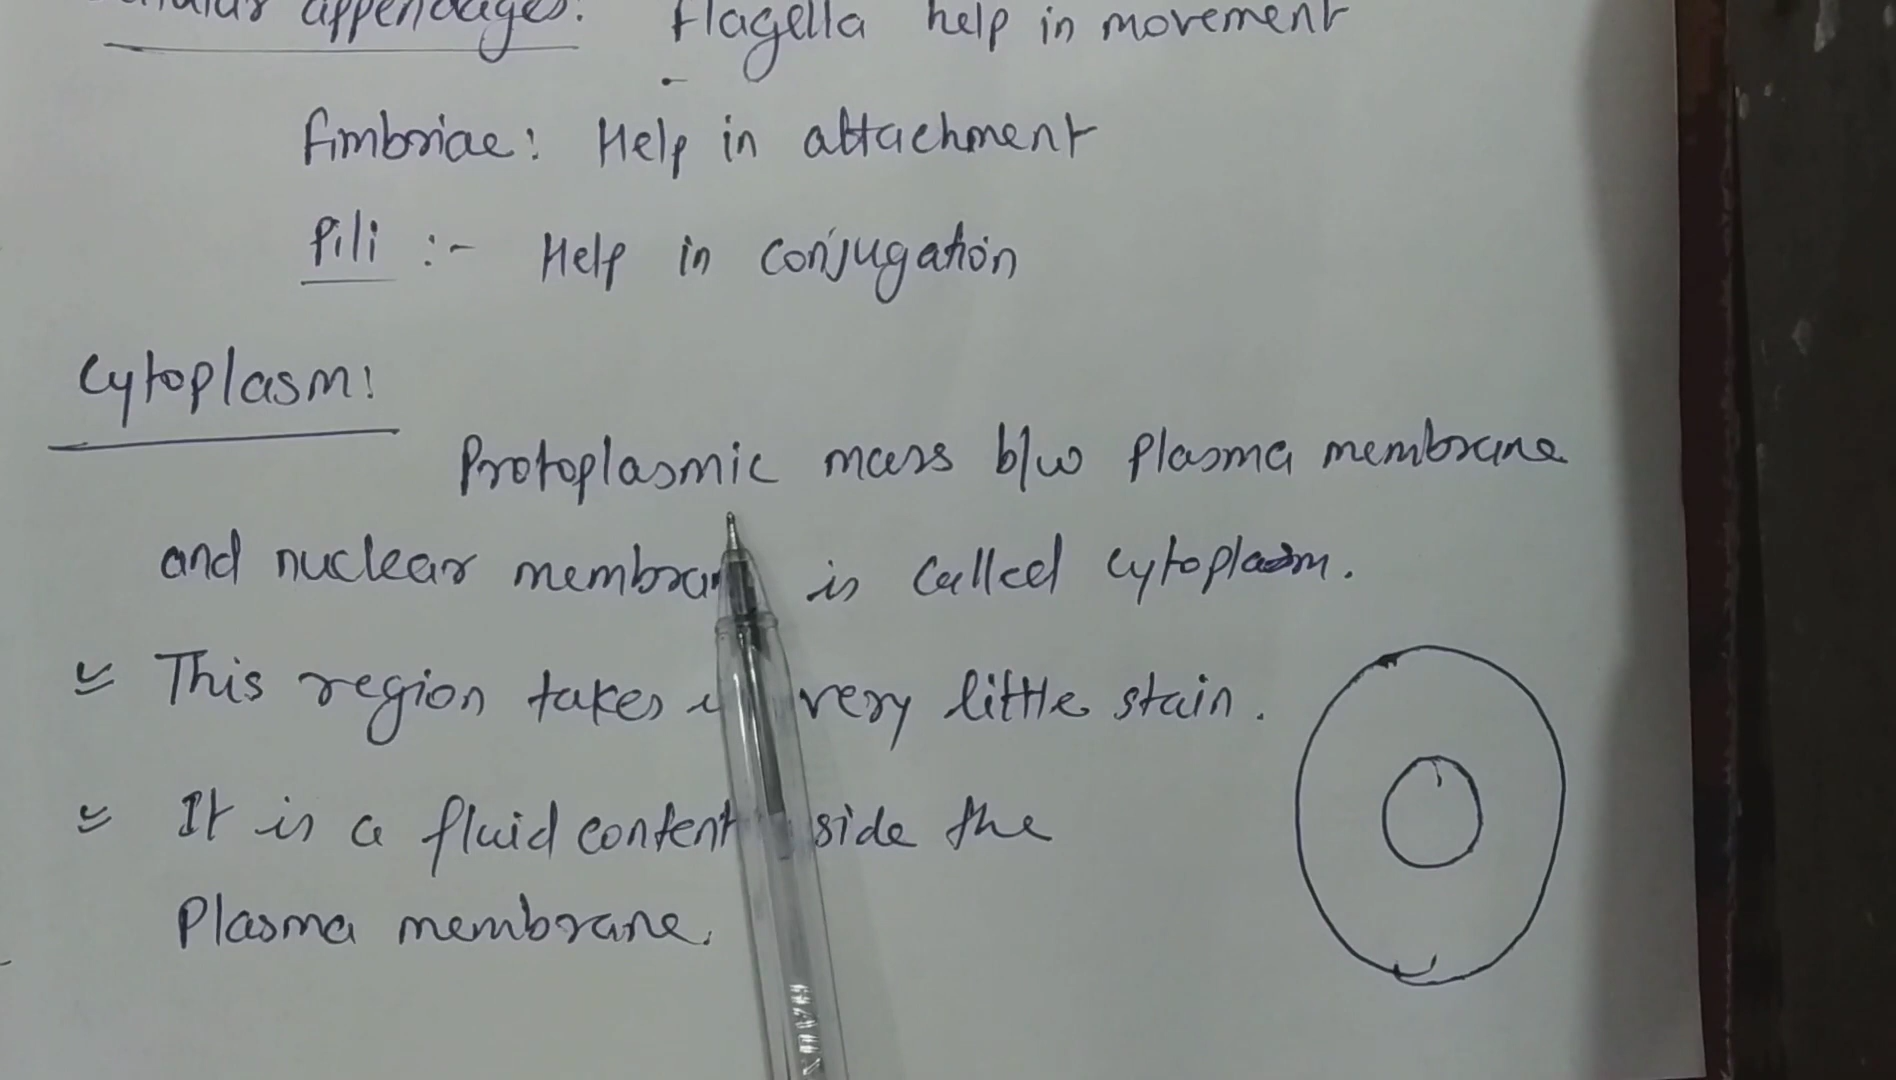 appendages: Flagella help in movement
Fimbriae: Help in attachment
Pili :- Help in conjugation
Cytoplasm:
Protoplasmic mass b/w Plasma membrane
and nuclear is called cytoplasm.
This region takes very little stain.
It is a fluid content the
Plasma membrane.